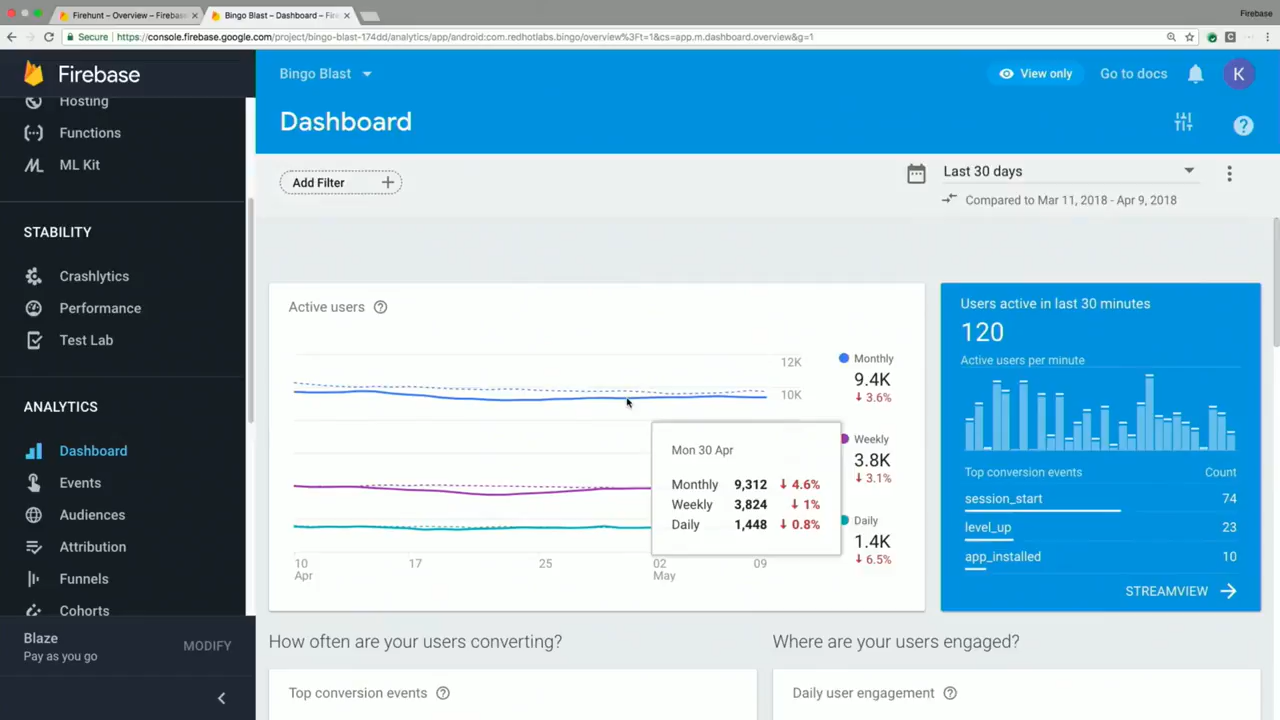 Firehunt – Overview – Firebase
Bingo Blast – Dashboard – Fire
Firebase
Secure
https://console.firebase.google.com/project/bingo-blast-174dd/analytics/app/android:com.redhotlabs.bingo/overview%3Ft=1&cs=app.m.dashboard.overview&g=1
Firebase
Hosting
Functions
ML Kit
STABILITY
Crashlytics
Performance
Test Lab
ANALYTICS
Dashboard
Events
Audiences
Attribution
Funnels
Cohorts
Blaze
Pay as you go
MODIFY
Bingo Blast
View only
Go to docs
K
Dashboard
Add Filter
Last 30 days
Compared to Mar 11, 2018 - Apr 9, 2018
Active users
12K
10K
10
Apr
17
25
02
May
09
Mon 30 Apr
Monthly 9,312 ↓ 4.6%
Weekly 3,824 ↓ 1%
Daily 1,448 ↓ 0.8%
Monthly
9.4K
↓ 3.6%
Weekly
3.8K
↓ 3.1%
Daily
1.4K
↓ 6.5%
Users active in last 30 minutes
120
Active users per minute
Top conversion events Count
session_start 74
level_up 23
app_installed 10
STREAMVIEW
How often are your users converting?
Top conversion events
Where are your users engaged?
Daily user engagement